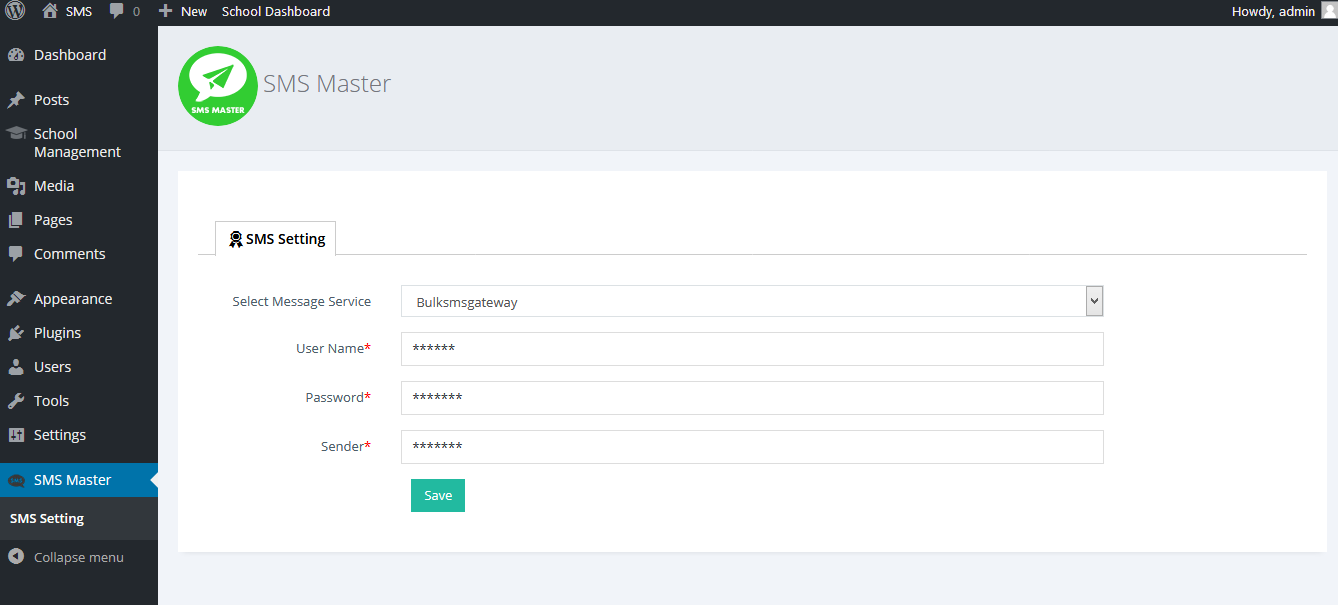 SMS 0 New School Dashboard Howdy, admin
Dashboard
Posts
School
Management
Media
Pages
Comments
Appearance
Plugins
Users
Tools
Settings
SMS Master
SMS Setting
Collapse menu
SMS MASTER
SMS Master
SMS Setting
Select Message Service Bulksmsgateway
User Name* ******
Password* *******
Sender* *******
Save